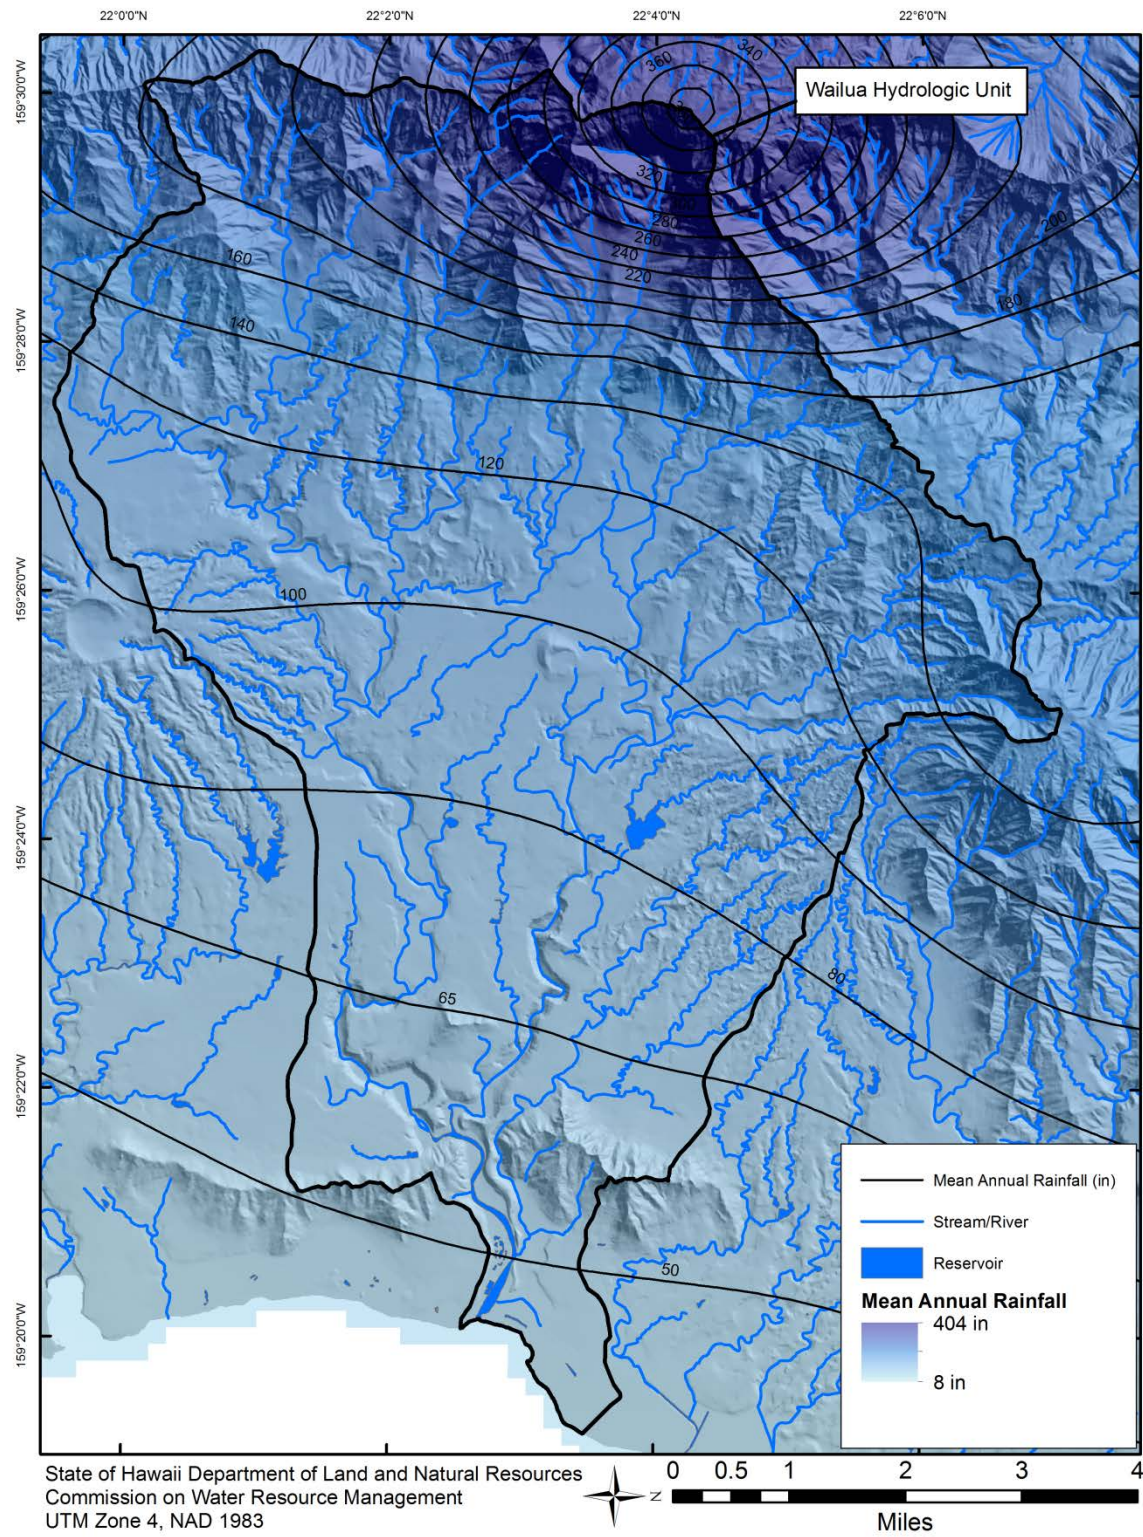 22°0'0"N 22°2'0"N 22°4'0"N 22°6'0"N
159°30'0"W
159°28'0"W
159°26'0"W
159°24'0"W
159°22'0"W
159°20'0"W
340
360
Wailua Hydrologic Unit
320
280
260
240
220
200
180
160
140
120
100
80
65
50
Mean Annual Rainfall (in)
Stream/River
Reservoir
Mean Annual Rainfall
404 in
8 in
State of Hawaii Department of Land and Natural Resources
Commission on Water Resource Management
UTM Zone 4, NAD 1983
N
0 0.5 1 2 3 4
Miles